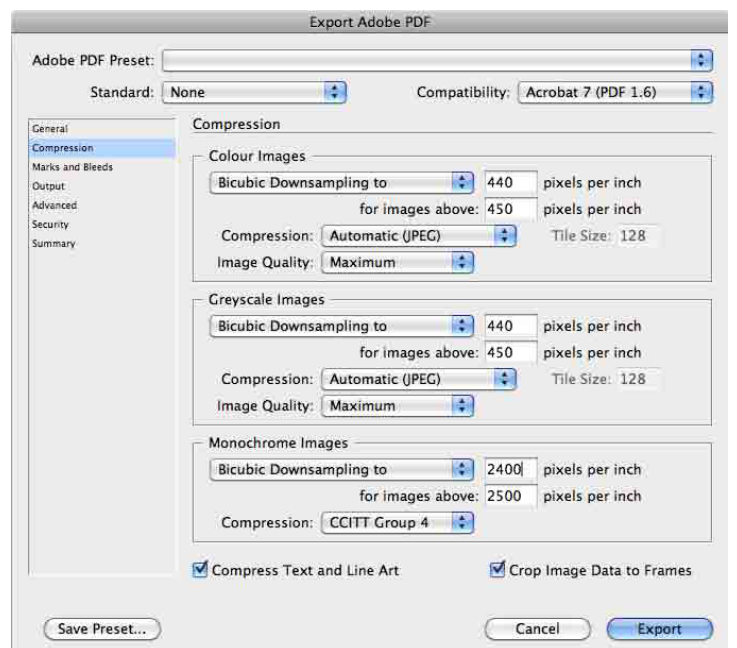 Export Adobe PDF
Adobe PDF Preset:
Standard: None Compatibility: Acrobat 7 (PDF 1.6)
General
Compression
Marks and Bleeds
Output
Advanced
Security
Summary
Compression
Colour Images
Bicubic Downsampling to 440 pixels per inch
for images above: 450 pixels per inch
Compression: Automatic (JPEG) Tile Size: 128
Image Quality: Maximum
Greyscale Images
Bicubic Downsampling to 440 pixels per inch
for images above: 450 pixels per inch
Compression: Automatic (JPEG) Tile Size: 128
Image Quality: Maximum
Monochrome Images
Bicubic Downsampling to 2400 pixels per inch
for images above: 2500 pixels per inch
Compression: CCITT Group 4
Compress Text and Line Art Crop Image Data to Frames
Save Preset... Cancel Export